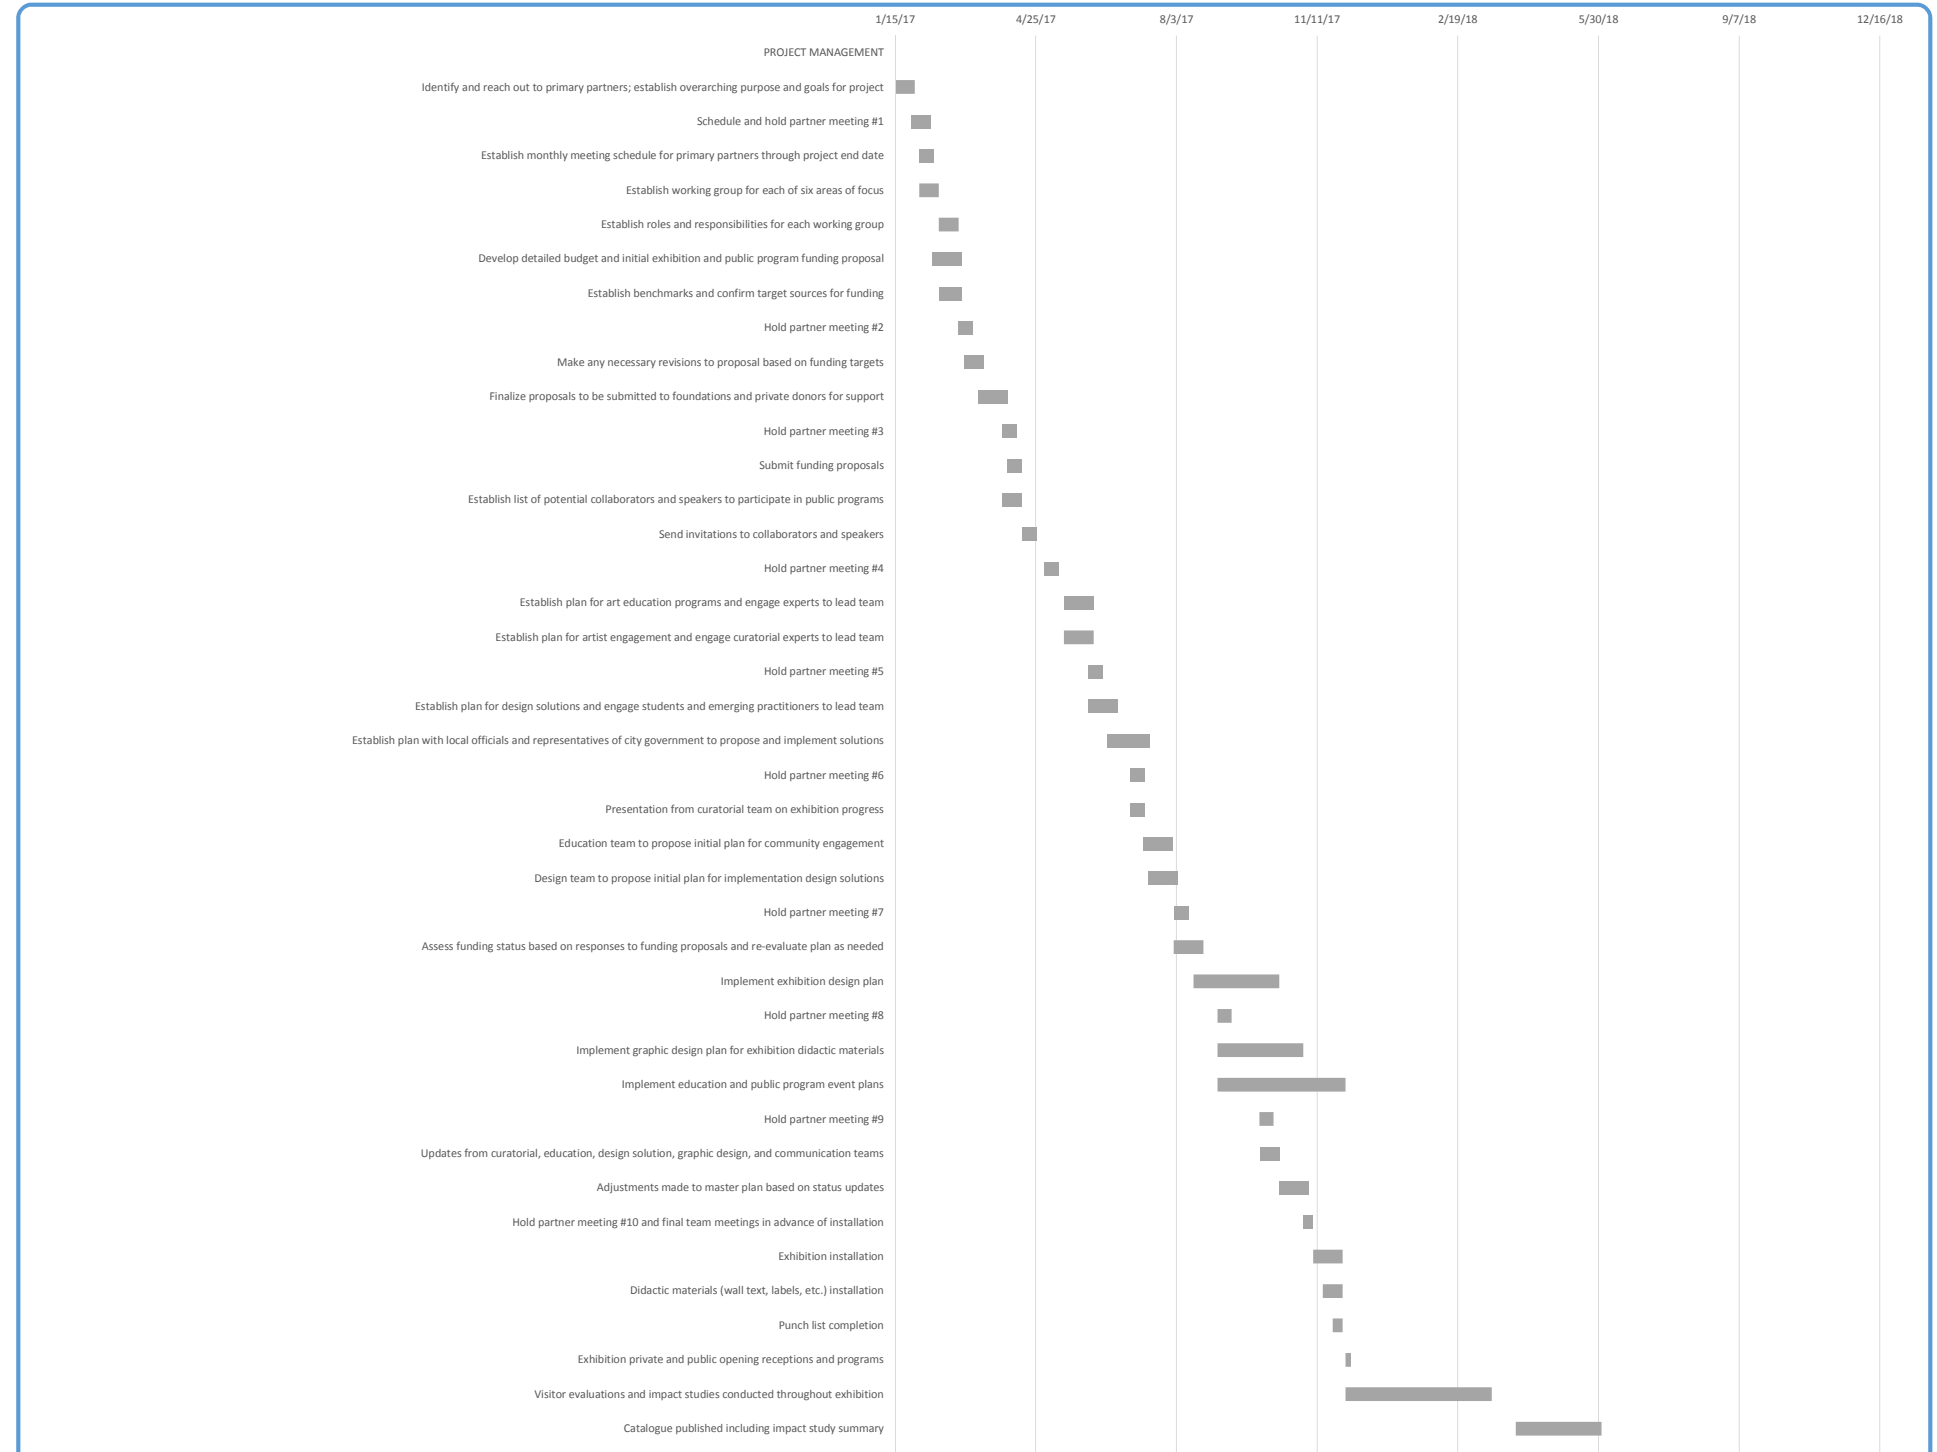 1/15/17 4/25/17 8/3/17 11/11/17 2/19/18 5/30/18 9/7/18 12/16/18
PROJECT MANAGEMENT
Identify and reach out to primary partners; establish overarching purpose and goals for project
Schedule and hold partner meeting #1
Establish monthly meeting schedule for primary partners through project end date
Establish working group for each of six areas of focus
Establish roles and responsibilities for each working group
Develop detailed budget and initial exhibition and public program funding proposal
Establish benchmarks and confirm target sources for funding
Hold partner meeting #2
Make any necessary revisions to proposal based on funding targets
Finalize proposals to be submitted to foundations and private donors for support
Hold partner meeting #3
Submit funding proposals
Establish list of potential collaborators and speakers to participate in public programs
Send invitations to collaborators and speakers
Hold partner meeting #4
Establish plan for art education programs and engage experts to lead team
Establish plan for artist engagement and engage curatorial experts to lead team
Hold partner meeting #5
Establish plan for design solutions and engage students and emerging practitioners to lead team
Establish plan with local officials and representatives of city government to propose and implement solutions
Hold partner meeting #6
Presentation from curatorial team on exhibition progress
Education team to propose initial plan for community engagement
Design team to propose initial plan for implementation design solutions
Hold partner meeting #7
Assess funding status based on responses to funding proposals and re-evaluate plan as needed
Implement exhibition design plan
Hold partner meeting #8
Implement graphic design plan for exhibition didactic materials
Implement education and public program event plans
Hold partner meeting #9
Updates from curatorial, education, design solution, graphic design, and communication teams
Adjustments made to master plan based on status updates
Hold partner meeting #10 and final team meetings in advance of installation
Exhibition installation
Didactic materials (wall text, labels, etc.) installation
Punch list completion
Exhibition private and public opening receptions and programs
Visitor evaluations and impact studies conducted throughout exhibition
Catalogue published including impact study summary